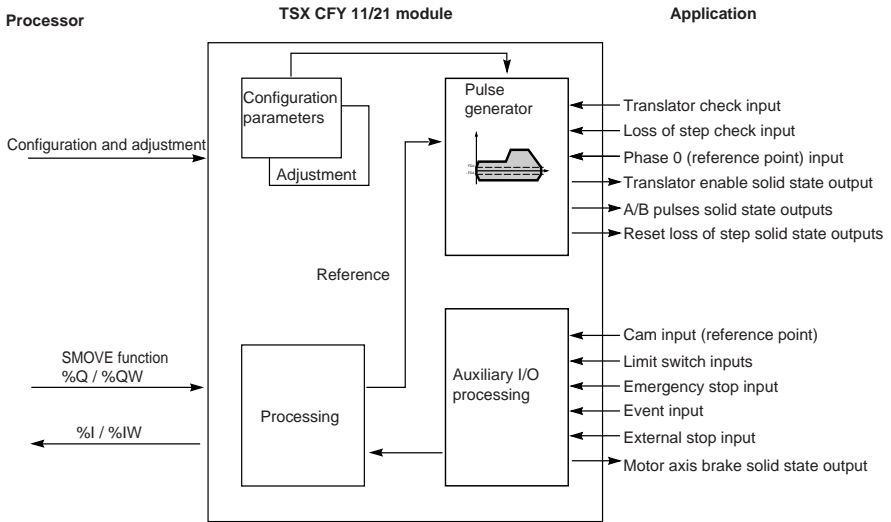 Processor
TSX CFY 11/21 module
Application
Configuration and adjustment
Configuration
parameters
Adjustment
Pulse
generator
Translator check input
Loss of step check input
Phase 0 (reference point) input
Translator enable solid state output
A/B pulses solid state outputs
Reset loss of step solid state outputs
Reference
SMOVE function
%Q / %QW
%I / %IW
Processing
Auxiliary I/O
processing
Cam input (reference point)
Limit switch inputs
Emergency stop input
Event input
External stop input
Motor axis brake solid state output